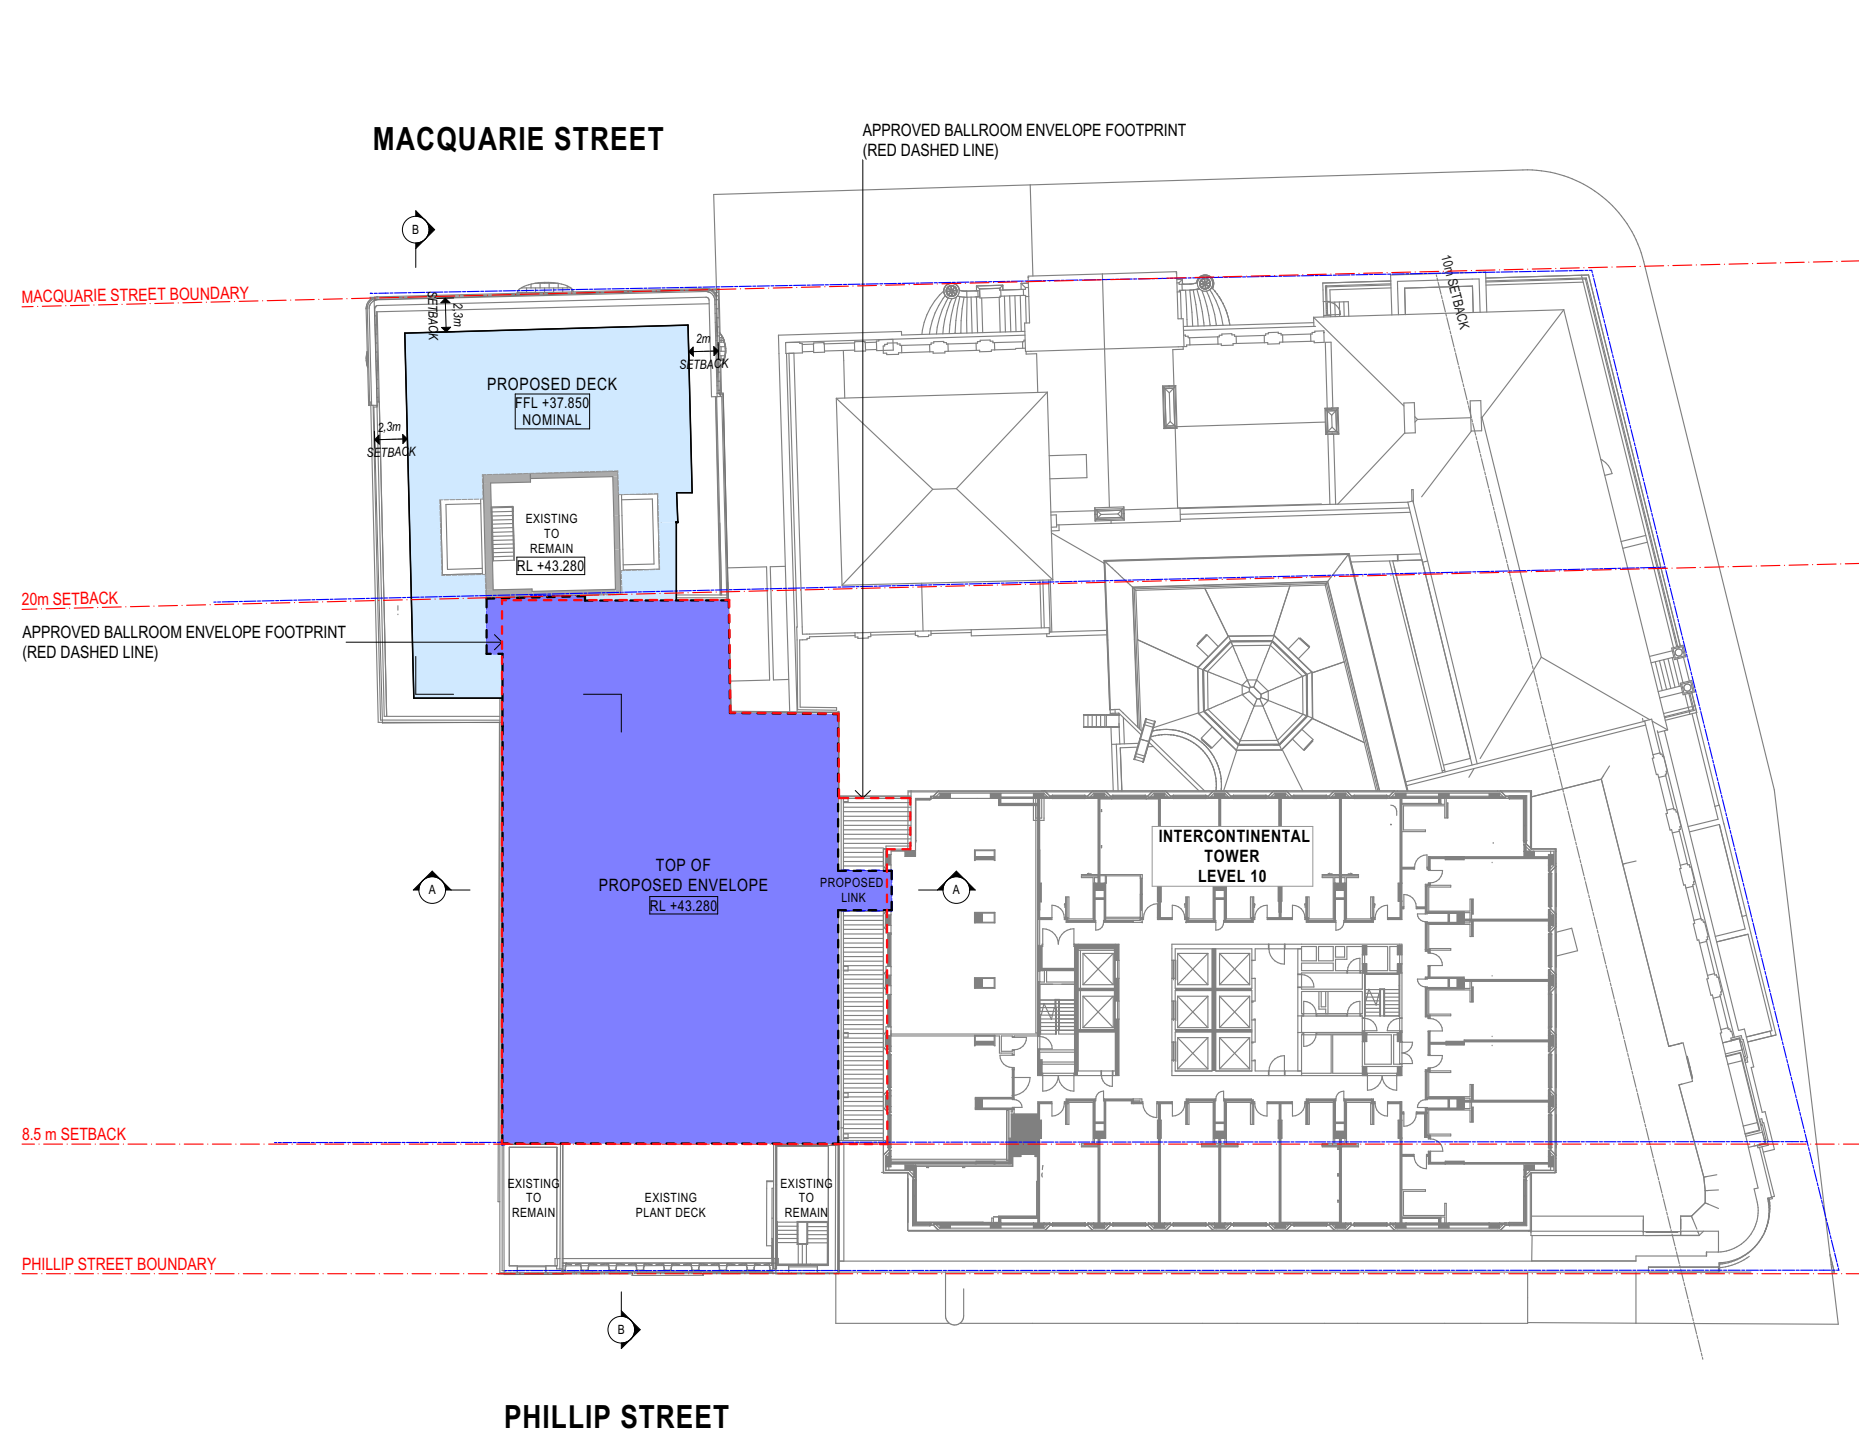 MACQUARIE STREET
APPROVED BALLROOM ENVELOPE FOOTPRINT
(RED DASHED LINE)
B
MACQUARIE STREET BOUNDARY
10m SETBACK
2,3m
SETBACK
2m
SETBACK
PROPOSED DECK
FFL +37.850
NOMINAL
2,3m
SETBACK
EXISTING
TO
REMAIN
RL +43.280
20m SETBACK
APPROVED BALLROOM ENVELOPE FOOTPRINT
(RED DASHED LINE)
INTERCONTINENTAL
TOWER
LEVEL 10
TOP OF
PROPOSED ENVELOPE
RL +43.280
PROPOSED
LINK
A
A
8.5 m SETBACK
EXISTING
TO
REMAIN
EXISTING
PLANT DECK
EXISTING
TO
REMAIN
PHILLIP STREET BOUNDARY
B
PHILLIP STREET